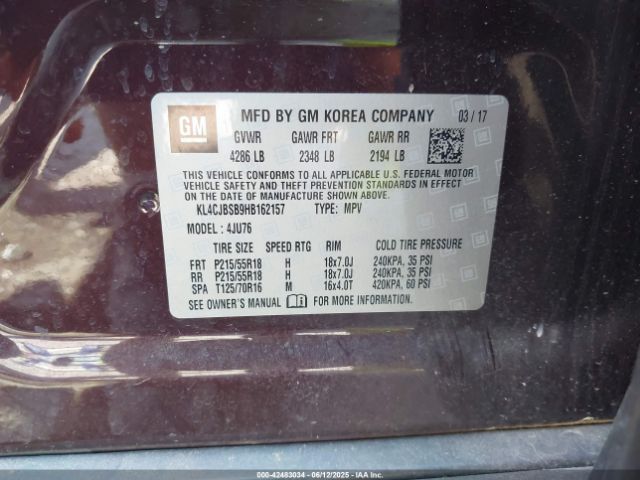 GM
MFD BY GM KOREA COMPANY 03 / 17
GVWR GAWR FRT GAWR RR
4286 LB 2348 LB 2194 LB
THIS VEHICLE CONFORMS TO ALL APPLICABLE U.S. FEDERAL MOTOR
VEHICLE SAFETY AND THEFT PREVENTION STANDARDS IN EFFECT
ON THE DATE OF MANUFACTURE SHOWN ABOVE.
KL4CJBSB9HB162157 TYPE: MPV
MODEL : 4JU76
TIRE SIZE SPEED RTG RIM COLD TIRE PRESSURE
FRT P215/55R18 H 18x7.0J 240KPA, 35 PSI
RR P215/55R18 H 18x7.0J 240KPA, 35 PSI
SPA T125/70R16 M 16x4.0T 420KPA, 60 PSI
SEE OWNER'S MANUAL FOR MORE INFORMATION
000-42483034 - 06/12/2025 - IAA